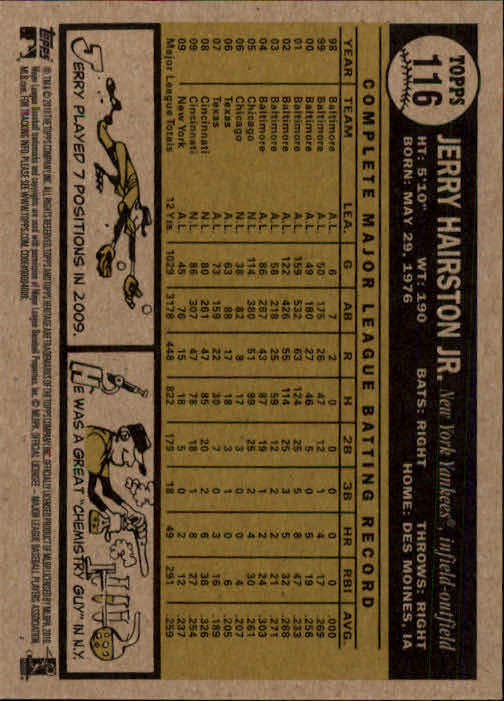 TOPPS
116
JERRY HAIRSTON JR. New York Yankees®, infield-outfield
HT: 5'10" WT: 190 BATS: RIGHT THROWS: RIGHT
BORN: MAY 29, 1976 HOME: DES MOINES, IA
COMPLETE MAJOR LEAGUE BATTING RECORD
YEAR TEAM LEA. G AB R H 2B 3B HR RBI AVG.
98 Baltimore A.L. 6 7 2 0 0 0 0 0 .000
99 Baltimore A.L. 50 175 26 47 12 1 4 17 .269
00 Baltimore A.L. 49 180 27 46 5 0 5 19 .256
01 Baltimore A.L. 159 532 63 124 25 5 8 47 .233
02 Baltimore A.L. 122 426 55 114 25 3 5 32 .268
03 Baltimore A.L. 58 218 25 59 12 2 2 21 .271
04 Baltimore A.L. 86 287 43 87 19 1 2 24 .303
05 Chicago N.L. 114 380 51 99 25 2 4 30 .261
06 Chicago N.L. 38 82 8 17 3 0 0 4 .207
06 Texas A.L. 63 88 17 18 3 1 0 6 .205
07 Texas A.L. 73 159 22 30 7 1 3 16 .189
08 Cincinnati N.L. 80 261 47 85 20 2 6 36 .326
09 Cincinnati N.L. 86 307 47 78 18 1 8 27 .254
09 New York A.L. 45 76 15 18 5 0 2 12 .237
Major League Totals 12 Yrs. 1029 3178 448 822 179 18 49 291 .259
JERRY PLAYED 7 POSITIONS IN 2009.
HE WAS A GREAT "CHEMISTRY GUY" IN N.Y.